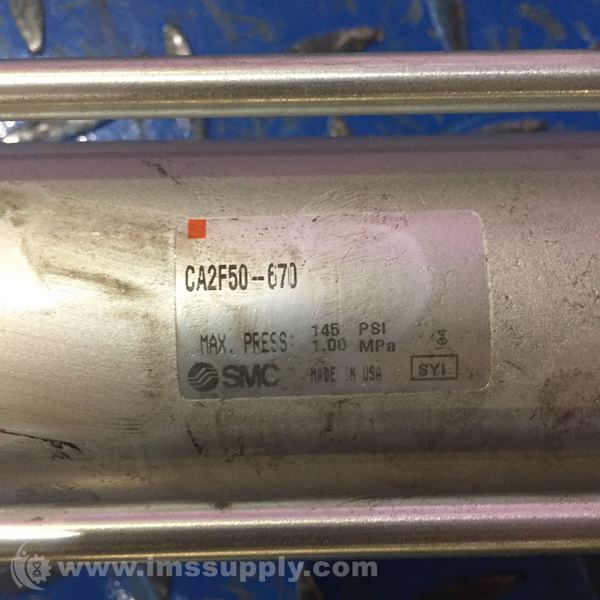 CA2F50-670
MAX. PRESS: 145 PSI
1.00 MPa
SMC MADE IN USA
SYI
www.imssupply.com